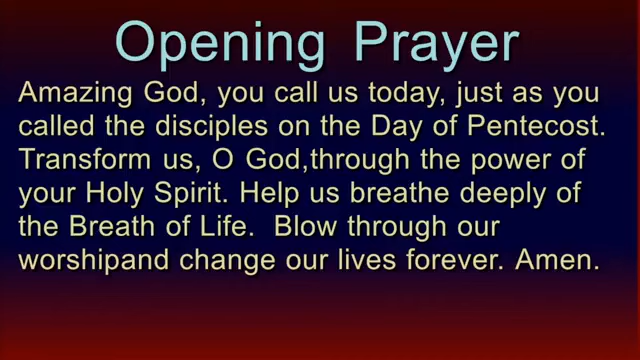 Opening Prayer
Amazing God, you call us today, just as you
called the disciples on the Day of Pentecost.
Transform us, O God,through the power of
your Holy Spirit. Help us breathe deeply of
the Breath of Life.  Blow through our
worshipand change our lives forever. Amen.